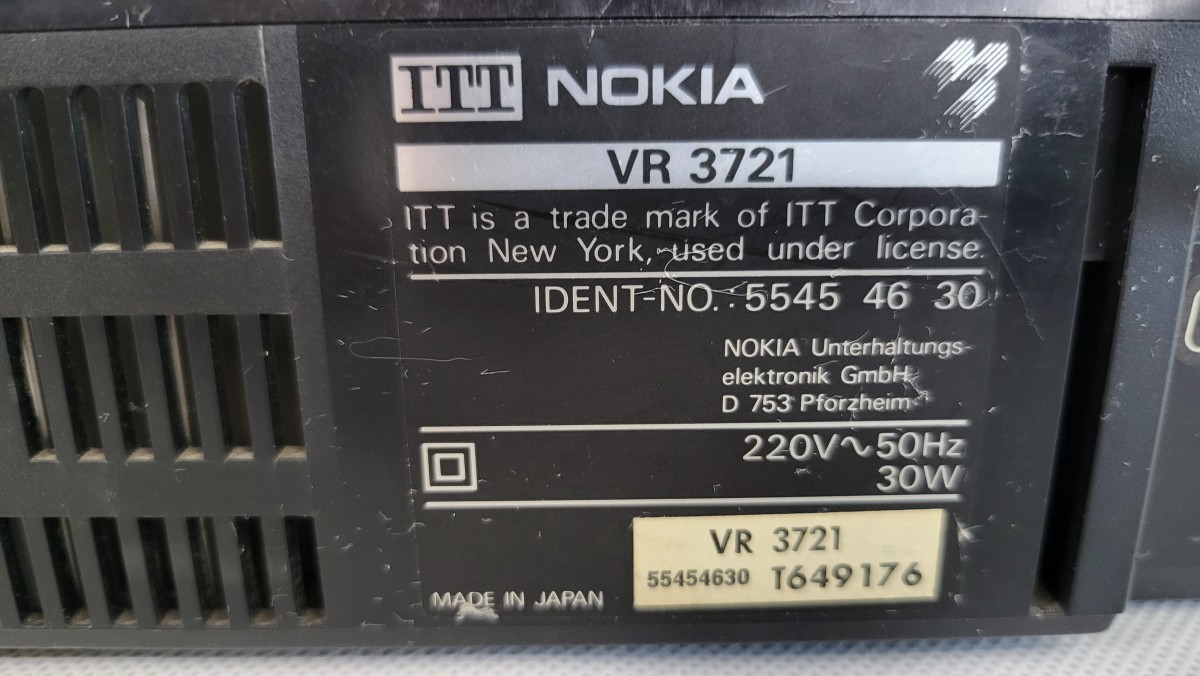 ITT NOKIA
VR 3721
ITT is a trade mark of ITT Corpora-
tion New York, used under license.
IDENT-NO.: 5545 46 30
NOKIA Unterhaltungs-
elektronik GmbH
D 753 Pforzheim
220V∿50Hz
30W
VR 3721
55454630 T649176
MADE IN JAPAN